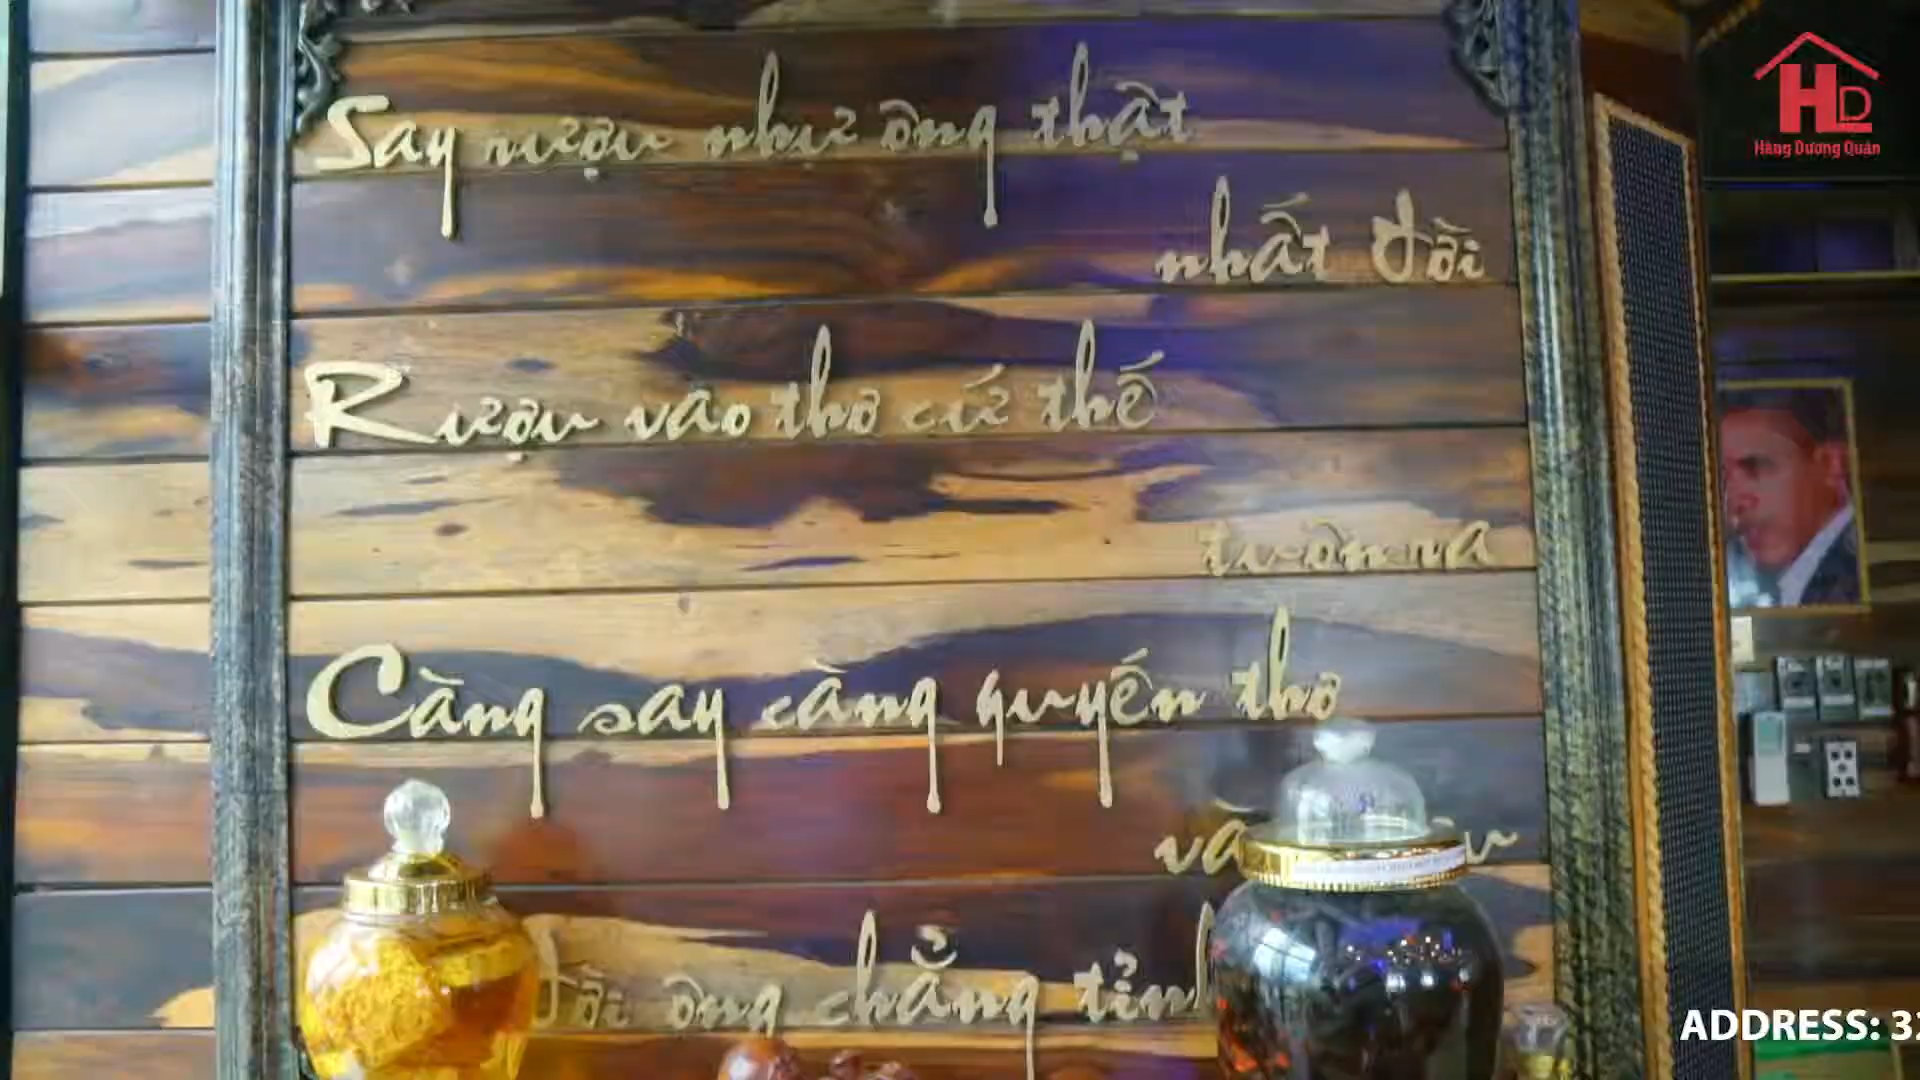 Say rượu như ông thật
nhất đời
Rượu vào thơ cứ thế
tuôn ra
Càng say càng quyến thơ
đời ông chẳng tỉnh
HD
Hàng Dương Quán
ADDRESS: 3